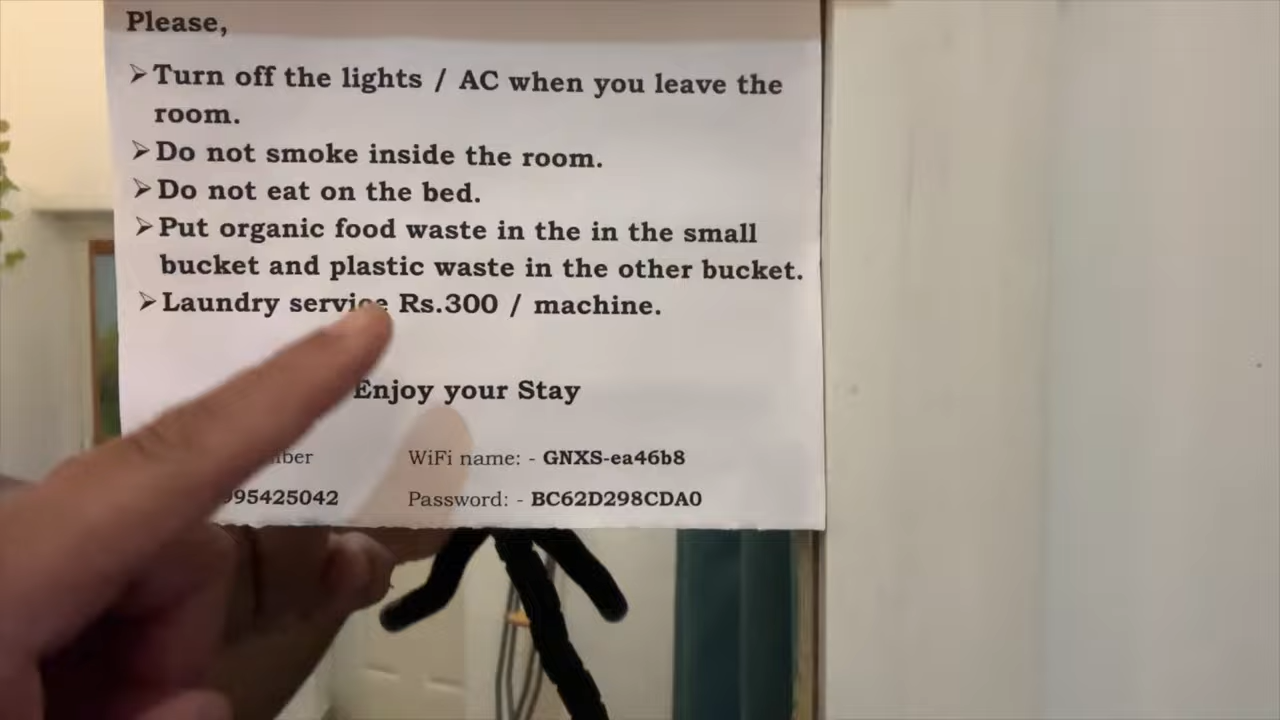 Please,
➢ Turn off the lights / AC when you leave the
room.
➢ Do not smoke inside the room.
➢ Do not eat on the bed.
➢ Put organic food waste in the in the small
bucket and plastic waste in the other bucket.
➢ Laundry service Rs.300 / machine.
Enjoy your Stay
WiFi name: - GNXS-ea46b8
995425042 Password: - BC62D298CDA0